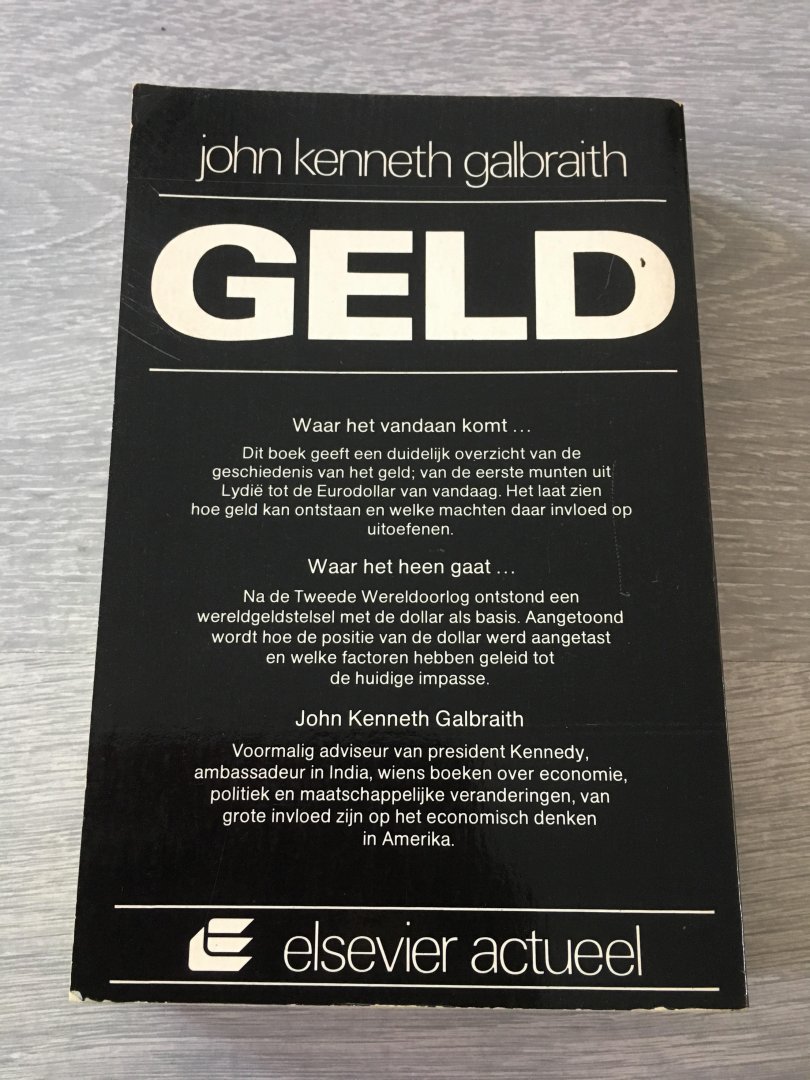 john kenneth galbraith
GELD
Waar het vandaan komt ...
Dit boek geeft een duidelijk overzicht van de
geschiedenis van het geld; van de eerste munten uit
Lydië tot de Eurodollar van vandaag. Het laat zien
hoe geld kan ontstaan en welke machten daar invloed op
uitoefenen.
Waar het heen gaat ...
Na de Tweede Wereldoorlog ontstond een
wereldgeldstelsel met de dollar als basis. Aangetoond
wordt hoe de positie van de dollar werd aangetast
en welke factoren hebben geleid tot
de huidige impasse.
John Kenneth Galbraith
Voormalig adviseur van president Kennedy,
ambassadeur in India, wiens boeken over economie,
politiek en maatschappelijke veranderingen, van
grote invloed zijn op het economisch denken
in Amerika.
elsevier actueel